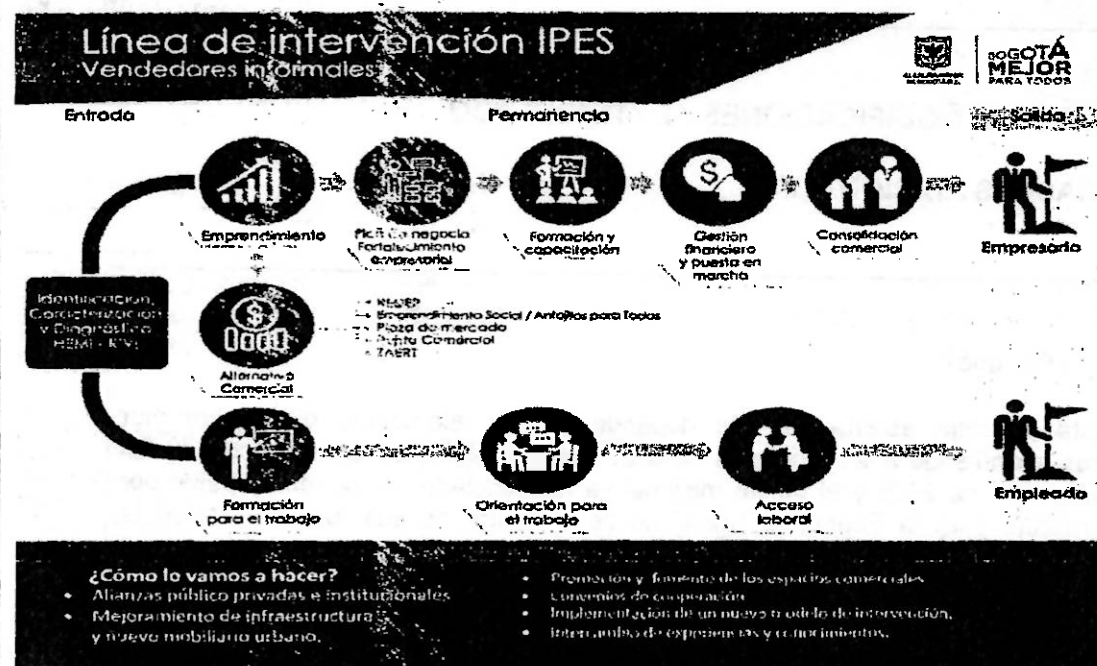 Línea de intervención IPES
Vendedores informales
BOGOTÁ
MEJOR
PARA TODOS
Entrada
Permanencia
Salida
Emprendimiento
Plan de negocio
Fortalecimiento
empresarial
Formación y
capacitación
Gestión
financiera
y puesta en
marcha
Consolidación
comercial
Empresario
Identificación,
Caracterización
y Diagnóstico
HEMI - RIVI
Alternativa
Comercial
REDEP
Emprendimiento Social / Antojitos para Todos
Plaza de mercado
Punto Comercial
ZAERT
Formación
para el trabajo
Orientación para
el trabajo
Acceso
laboral
Empleado
¿Cómo lo vamos a hacer?
• Alianzas público privadas e institucionales
• Mejoramiento de infraestructura
y nuevo mobiliario urbano.
• Promoción y fomento de los espacios comerciales
• Convenios de cooperación
• Implementación de un nuevo modelo de intervención.
• Intercambio de experiencias y conocimientos.